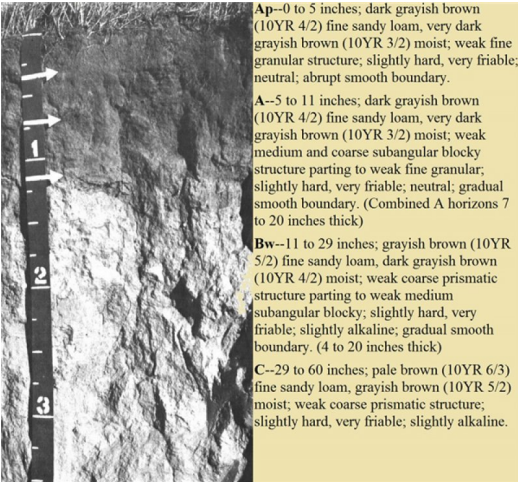 Ap--0 to 5 inches; dark grayish
brown (10YR 4/2) fine sandy loam, very dark
grayish brown (10YR 3/2) moist; weak fine
granular structure; slightly hard, very friable;
neutral; abrupt smooth boundary.
A--5 to 11 inches; dark grayish brown
(10YR 4/2) fine sandy loam, very dark
grayish brown (10YR 3/2) moist; weak
medium and coarse subangular blocky
structure parting to weak fine granular;
slightly hard, very friable; neutral; gradual
smooth boundary. (Combined A horizons 7
to 20 inches thick)
Bw--11 to 29 inches; grayish brown (10YR
5/2) fine sandy loam, dark grayish brown
(10YR 4/2) moist; weak coarse prismatic
structure parting to weak medium
subangular blocky; slightly hard, very
friable; slightly alkaline; gradual smooth
boundary. (4 to 20 inches thick)
C--29 to 60 inches; pale brown (10YR 6/3)
fine sandy loam, grayish brown (10YR 5/2)
moist; weak coarse prismatic structure;
slightly hard, very friable; slightly alkaline.
1
2
3